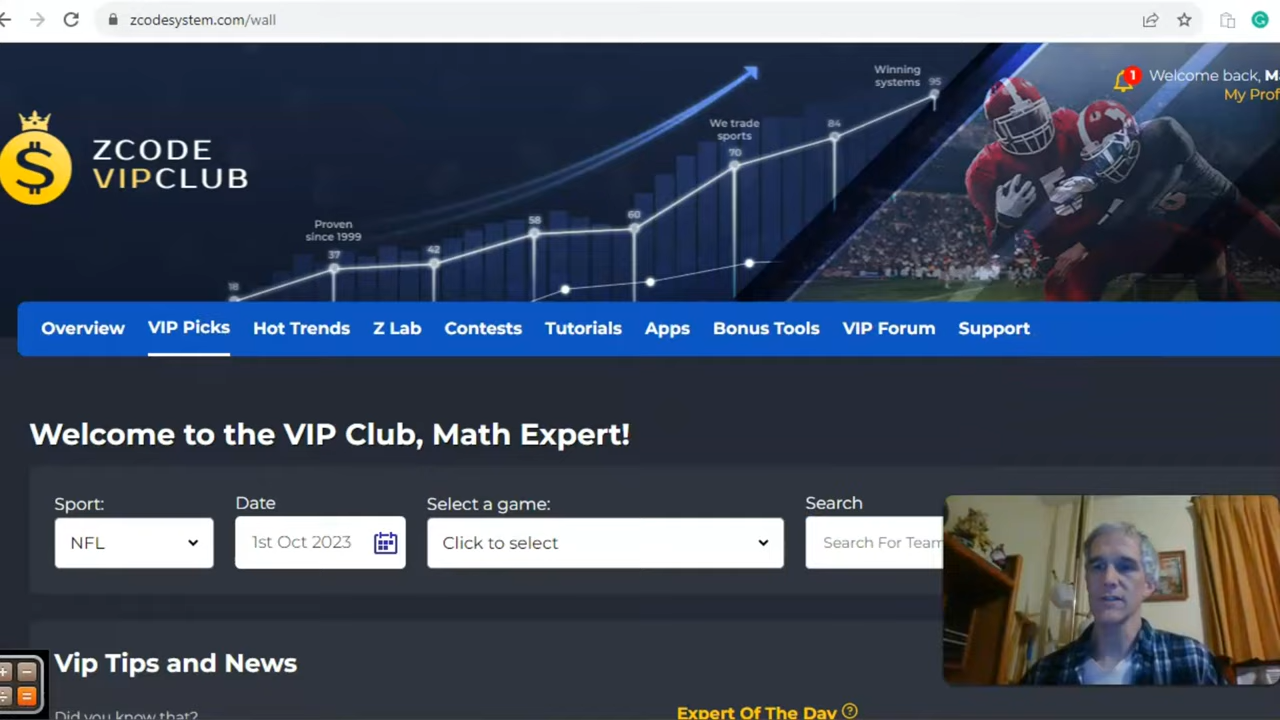 zcodesystem.com/wall
Winning
systems
95
We trade
sports
84
70
Proven
since 1999
60
58
42
37
18
1
Welcome back, Ma
My Prof
$
ZCODE
VIPCLUB
Overview VIP Picks Hot Trends Z Lab Contests Tutorials Apps Bonus Tools VIP Forum Support
Welcome to the VIP Club, Math Expert!
Sport: Date Select a game: Search
NFL 1st Oct 2023 Click to select Search For Team
Vip Tips and News
Did you know that?
Expert Of The Day ?